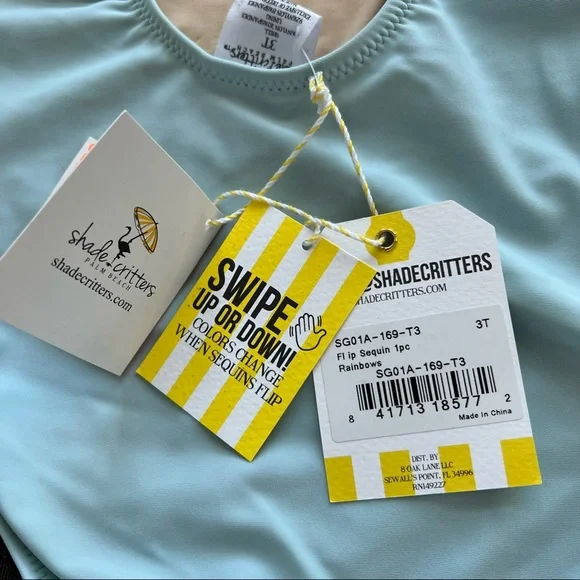 3T
shade critters
PALM BEACH
shadecritters.com
SWIPE
UP OR DOWN!
COLORS CHANGE
WHEN SEQUINS FLIP
@SHADECRITTERS
SHADECRITTERS.COM
SG01A-169-T3 3T
Flip Sequin 1pc
Rainbows
SG01A-169-T3
8 41713 18577 2
Made in China
DIST. BY
8 OAK LANE LLC
SEWALL'S POINT, FL 34996
RN149227